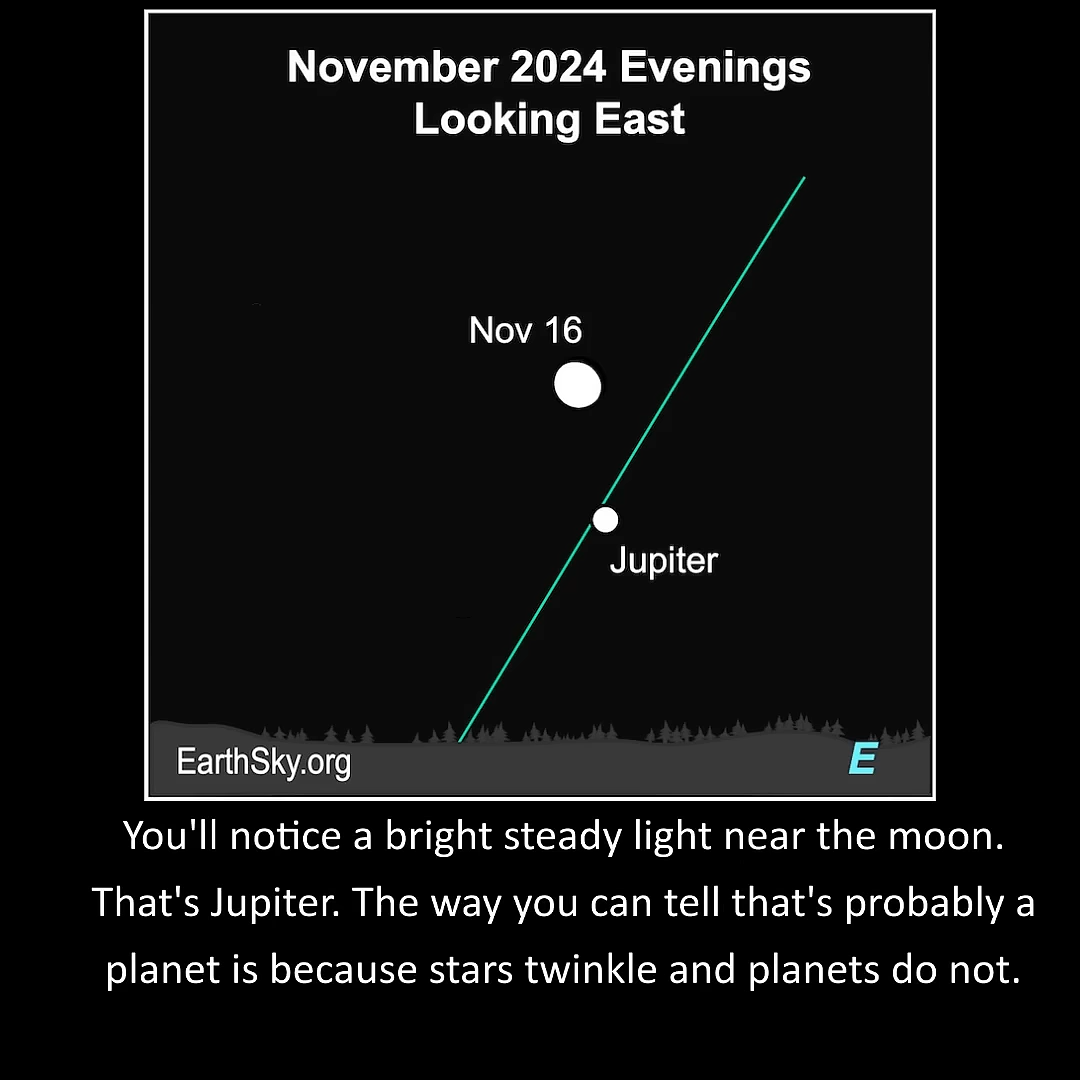 November 2024 Evenings
Looking East
Nov 16
Jupiter
EarthSky.org
E
You'll notice a bright steady light near the moon.
That's Jupiter. The way you can tell that's probably a
planet is because stars twinkle and planets do not.